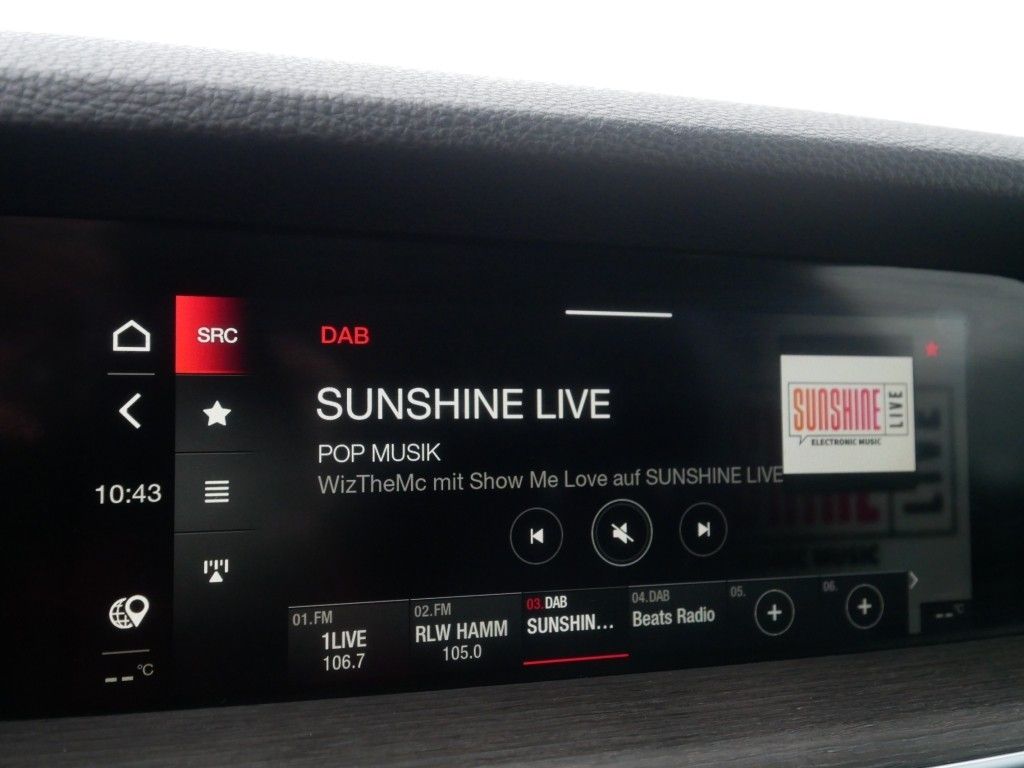 SRC
DAB
SUNSHINE LIVE
POP MUSIK
WizTheMc mit Show Me Love auf SUNSHINE LIVE
SUNSHINE LIVE
ELECTRONIC MUSIC
10:43
--°C
01.FM
1LIVE
106.7
02.FM
RLW HAMM
105.0
03.DAB
SUNSHIN...
04.DAB
Beats Radio
05.
06.
--°C
LIVE
MUSIC